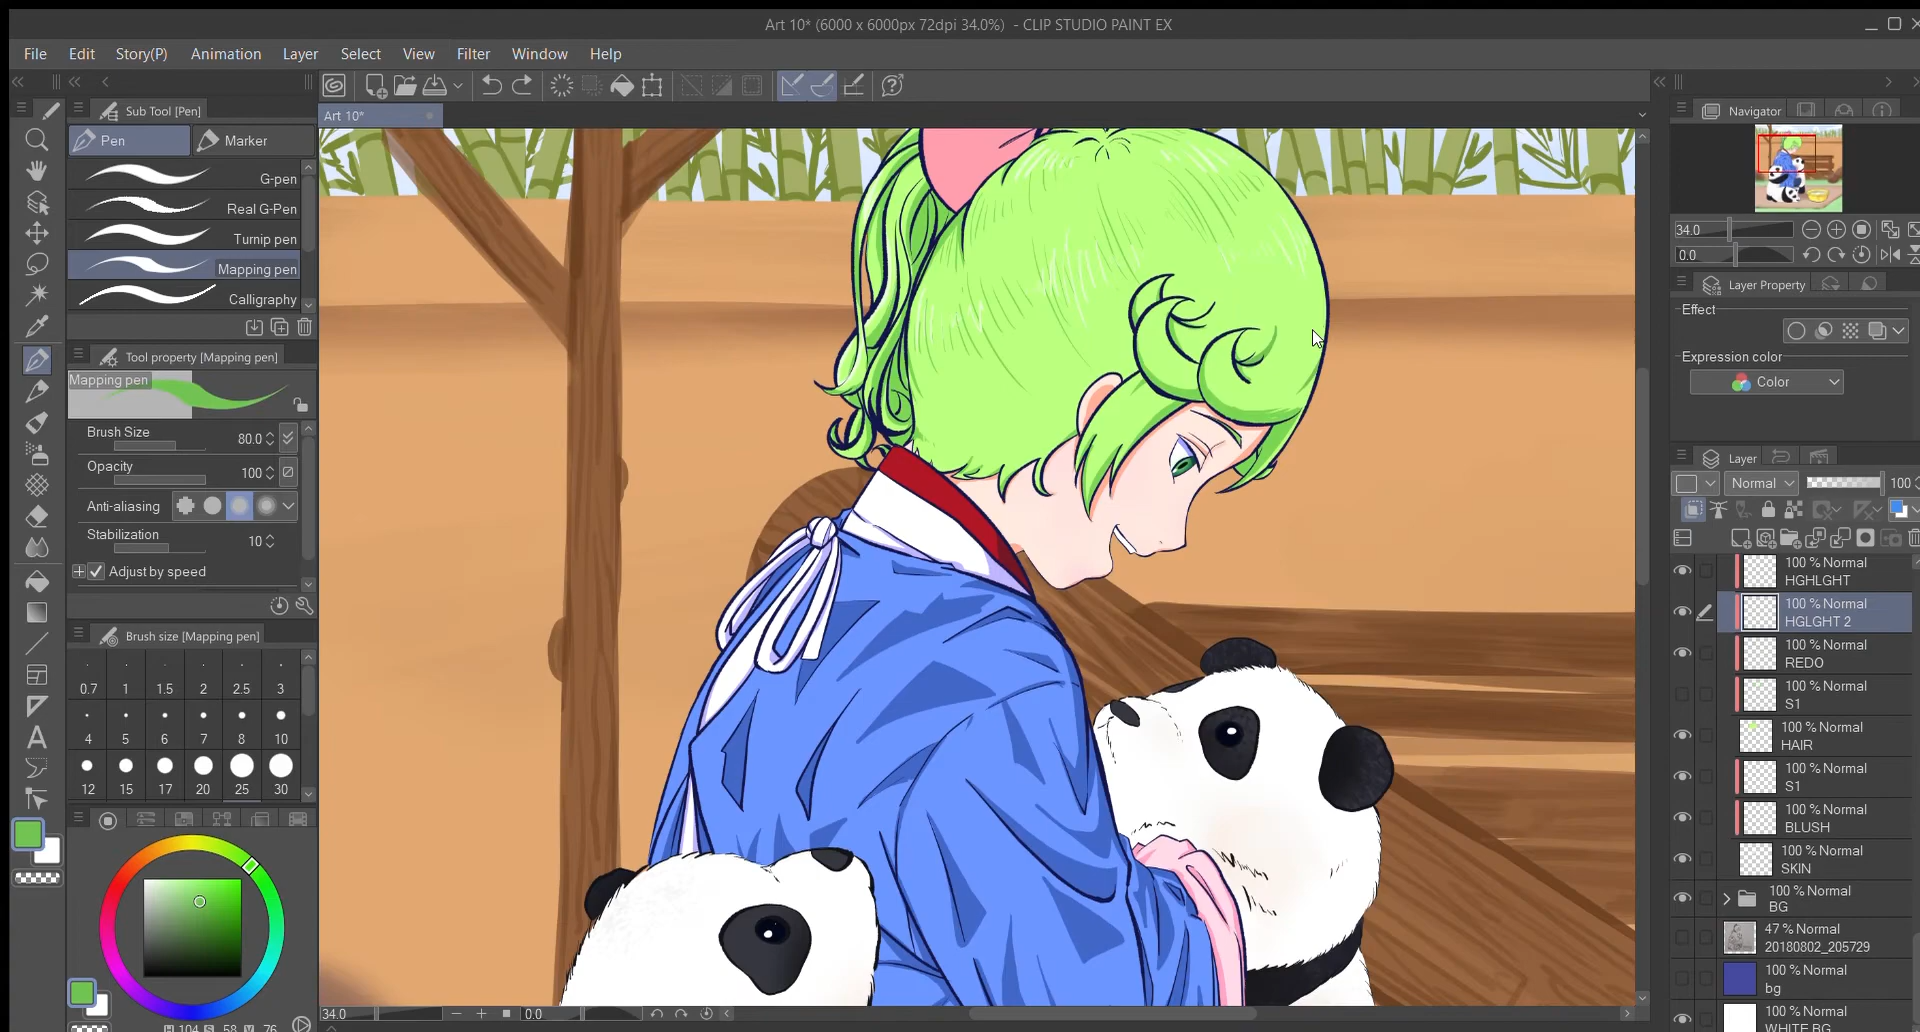 Art 10* (6000 x 6000px 72dpi 34.0%) - CLIP STUDIO PAINT EX
File Edit Story(P) Animation Layer Select View Filter Window Help
Sub Tool [Pen]
Pen Marker
G-pen
Real G-Pen
Turnip pen
Mapping pen
Calligraphy
Tool property [Mapping pen]
Mapping pen
Brush Size 80.0
Opacity 100
Anti-aliasing
Stabilization 10
Adjust by speed
Brush size [Mapping pen]
0.7 1 1.5 2 2.5 3
4 5 6 7 8 10
12 15 17 20 25 30
H 104 S 58 V 76
Art 10*
34.0 0.0
Navigator
34.0
0.0
Layer Property
Effect
Expression color
Color
Layer
Normal 100
100 % Normal
HGHLGHT
100 % Normal
HGLGHT 2
100 % Normal
REDO
100 % Normal
S1
100 % Normal
HAIR
100 % Normal
S1
100 % Normal
BLUSH
100 % Normal
SKIN
100 % Normal
BG
47 % Normal
20180802_205729
100 % Normal
bg
100 % Normal
WHITE BG